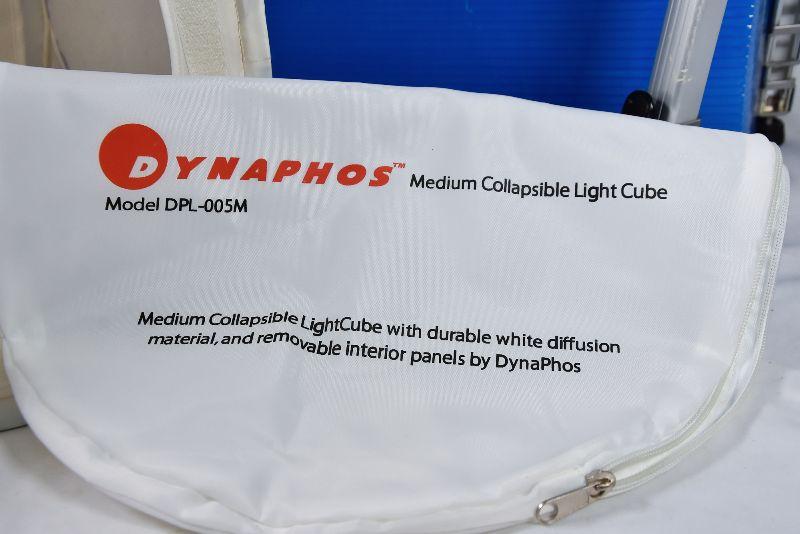 DYNAPHOS™ Medium Collapsible Light Cube
Model DPL-005M
Medium Collapsible LightCube with durable white diffusion
material, and removable interior panels by DynaPhos